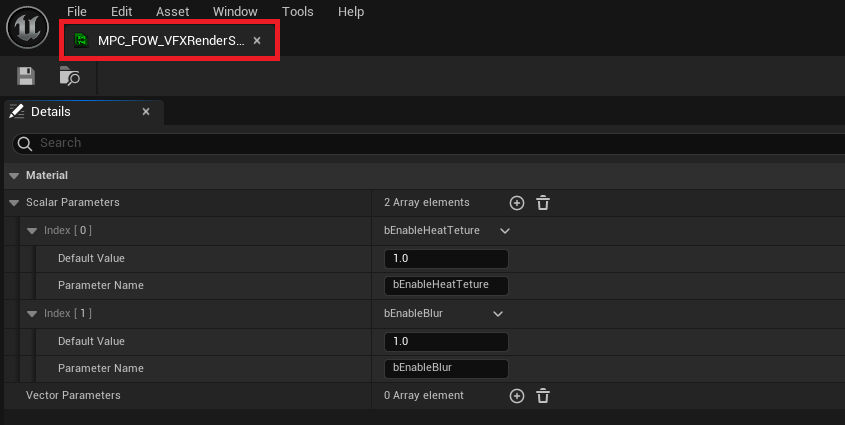 File Edit Asset Window Tools
MPC_FOW_VFXRenderS... ×
Details ×
Search
Material
Scalar Parameters 2 Array elements
Index [ 0 ] bEnableHeatTeture
Default Value 1.0
Parameter Name bEnableHeatTeture
Index [ 1 ] bEnableBlur
Default Value 1.0
Parameter Name bEnableBlur
Vector Parameters 0 Array element